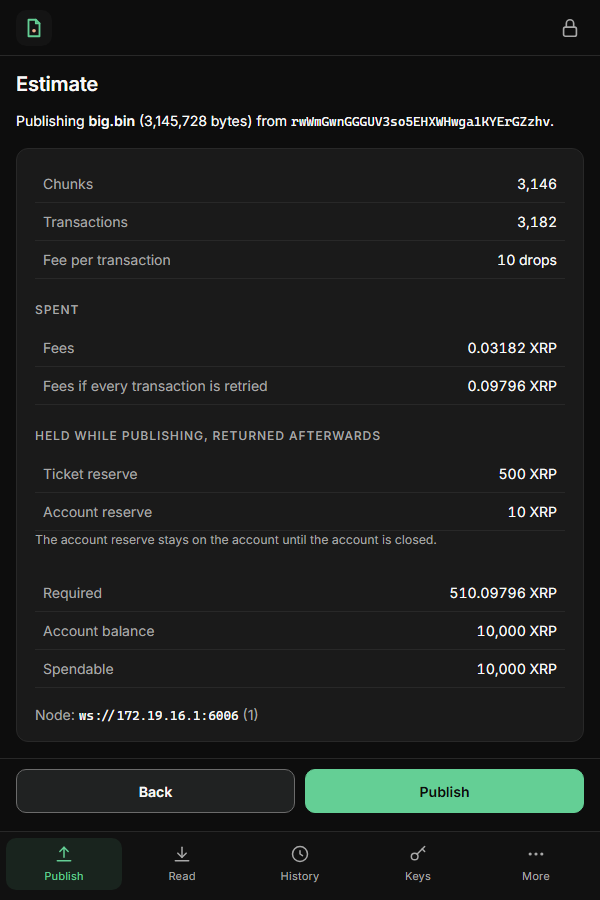 Estimate
Publishing big.bin (3,145,728 bytes) from rwWmGwnGGGUV3so5EHXWHwga1KYErGZzhv.
Chunks 3,146
Transactions 3,182
Fee per transaction 10 drops
SPENT
Fees 0.03182 XRP
Fees if every transaction is retried 0.09796 XRP
HELD WHILE PUBLISHING, RETURNED AFTERWARDS
Ticket reserve 500 XRP
Account reserve 10 XRP
The account reserve stays on the account until the account is closed.
Required 510.09796 XRP
Account balance 10,000 XRP
Spendable 10,000 XRP
Node: ws://172.19.16.1:6006 (1)
Back Publish
Publish Read History Keys More